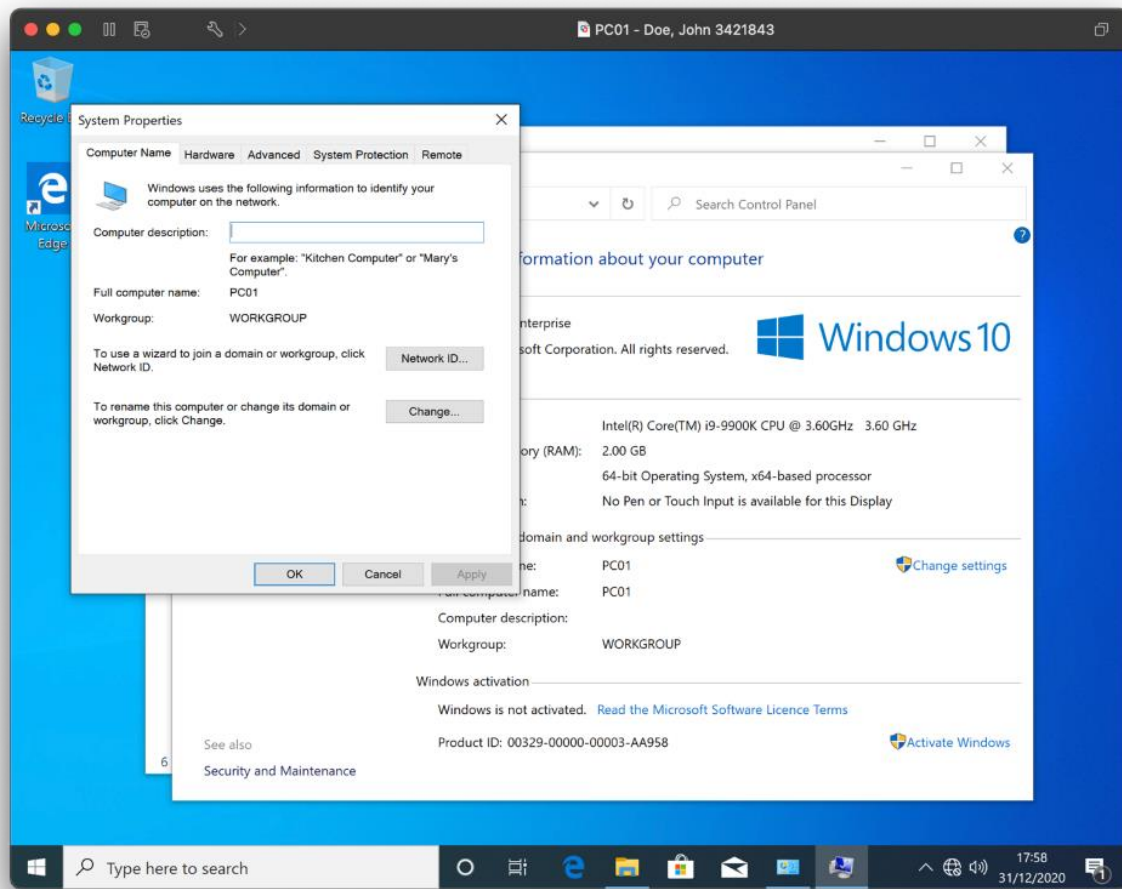 PC01 - Doe, John 3421843
Recycle
Microso
Edge
System Properties
Computer Name Hardware Advanced System Protection Remote
Windows uses the following information to identify your
computer on the network.
Computer description:
For example: "Kitchen Computer" or "Mary's
Computer".
Full computer name: PC01
Workgroup: WORKGROUP
To use a wizard to join a domain or workgroup, click
Network ID.
Network ID...
To rename this computer or change its domain or
workgroup, click Change.
Change...
OK Cancel Apply
Search Control Panel
formation about your computer
nterprise
soft Corporation. All rights reserved.
Windows 10
Intel(R) Core(TM) i9-9900K CPU @ 3.60GHz 3.60 GHz
ory (RAM): 2.00 GB
64-bit Operating System, x64-based processor
No Pen or Touch Input is available for this Display
domain and workgroup settings
ne: PC01
Change settings
Full computer name: PC01
Computer description:
Workgroup: WORKGROUP
Windows activation
Windows is not activated. Read the Microsoft Software Licence Terms
Product ID: 00329-00000-00003-AA958
Activate Windows
See also
Security and Maintenance
6
Type here to search
17:58
31/12/2020
1